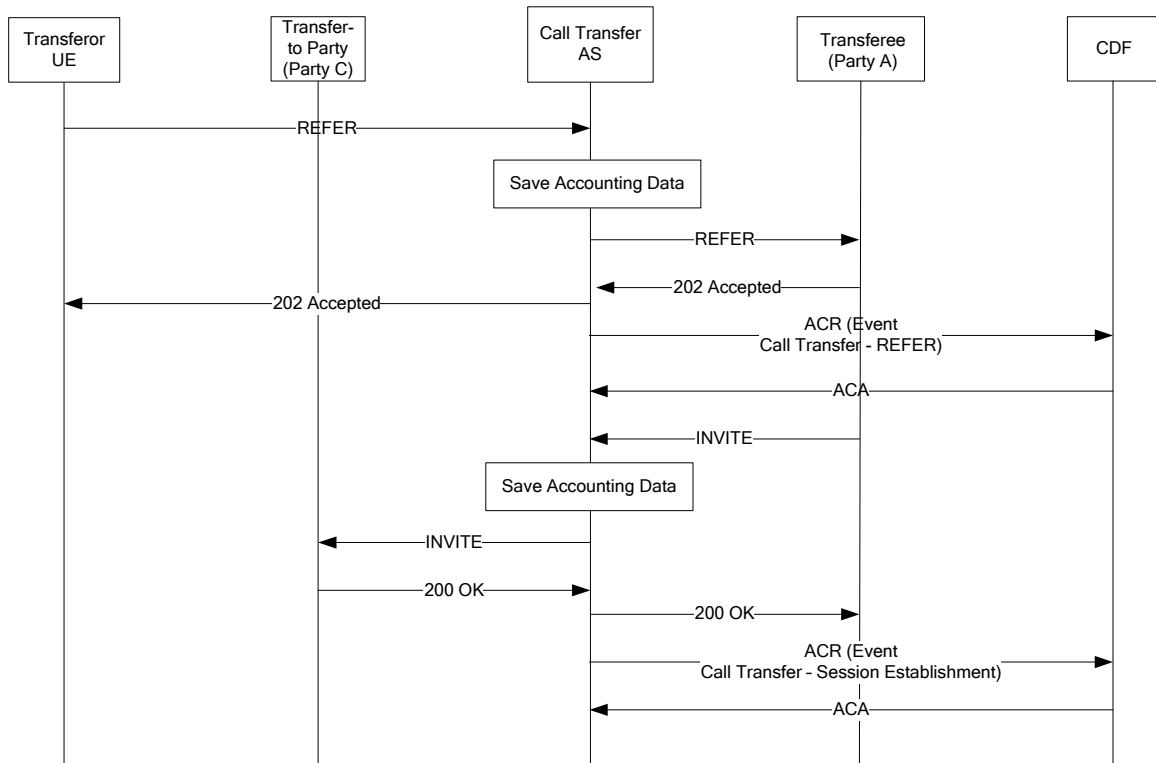 Transferor
UE
Transfer-
to Party
(Party C)
Call Transfer
AS
Transferee
(Party A)
CDF
REFER
Save Accounting Data
REFER
202 Accepted
202 Accepted
ACR (Event
Call Transfer - REFER)
ACA
INVITE
Save Accounting Data
INVITE
200 OK
200 OK
ACR (Event
Call Transfer - Session Establishment)
ACA